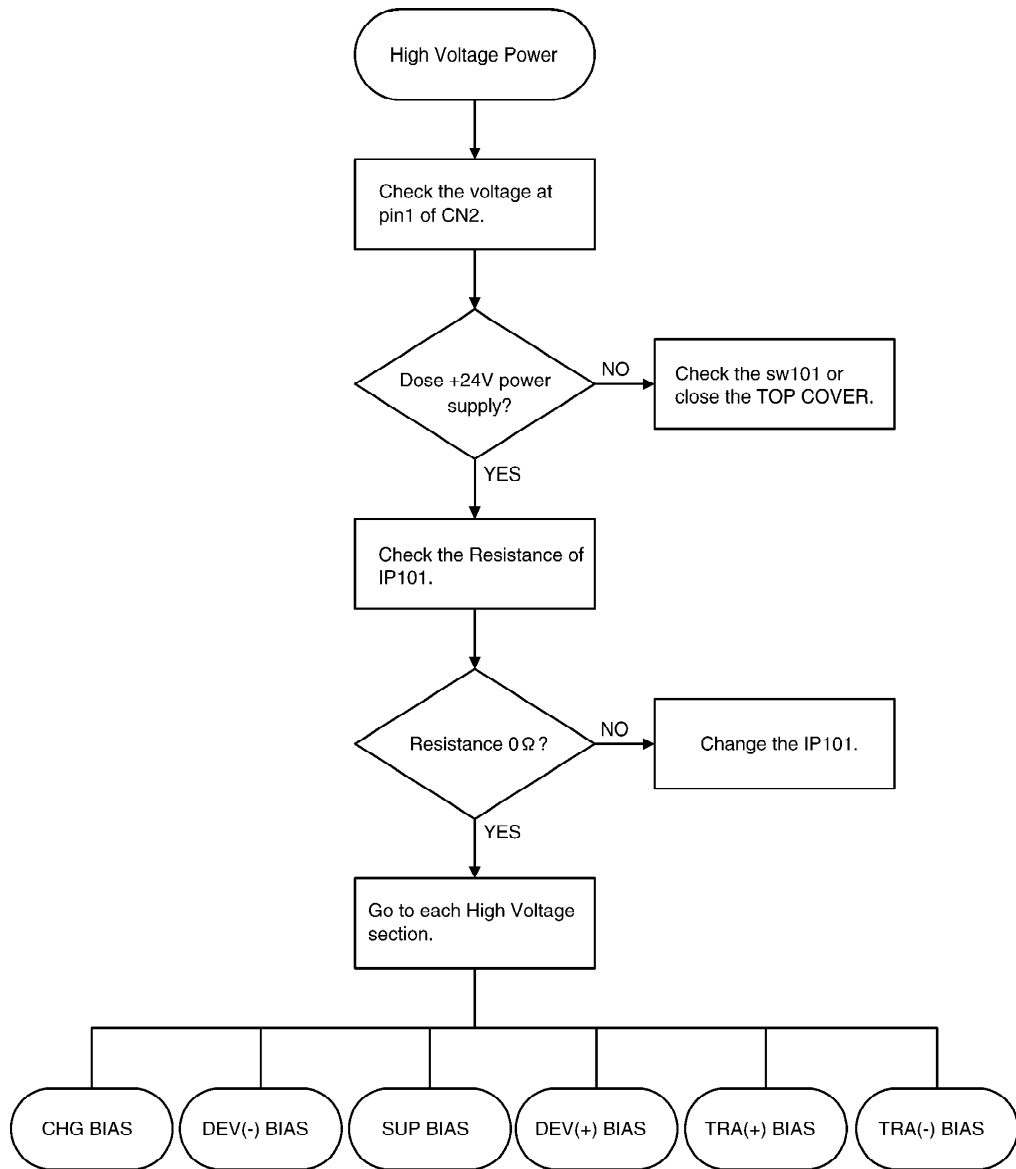 High Voltage Power
Check the voltage at
pin1 of CN2.
Dose +24V power
supply?
NO
Check the sw101 or
close the TOP COVER.
YES
Check the Resistance of
IP101.
Resistance 0Ω?
NO
Change the IP101.
YES
Go to each High Voltage
section.
CHG BIAS
DEV(-) BIAS
SUP BIAS
DEV(+) BIAS
TRA(+) BIAS
TRA(-) BIAS